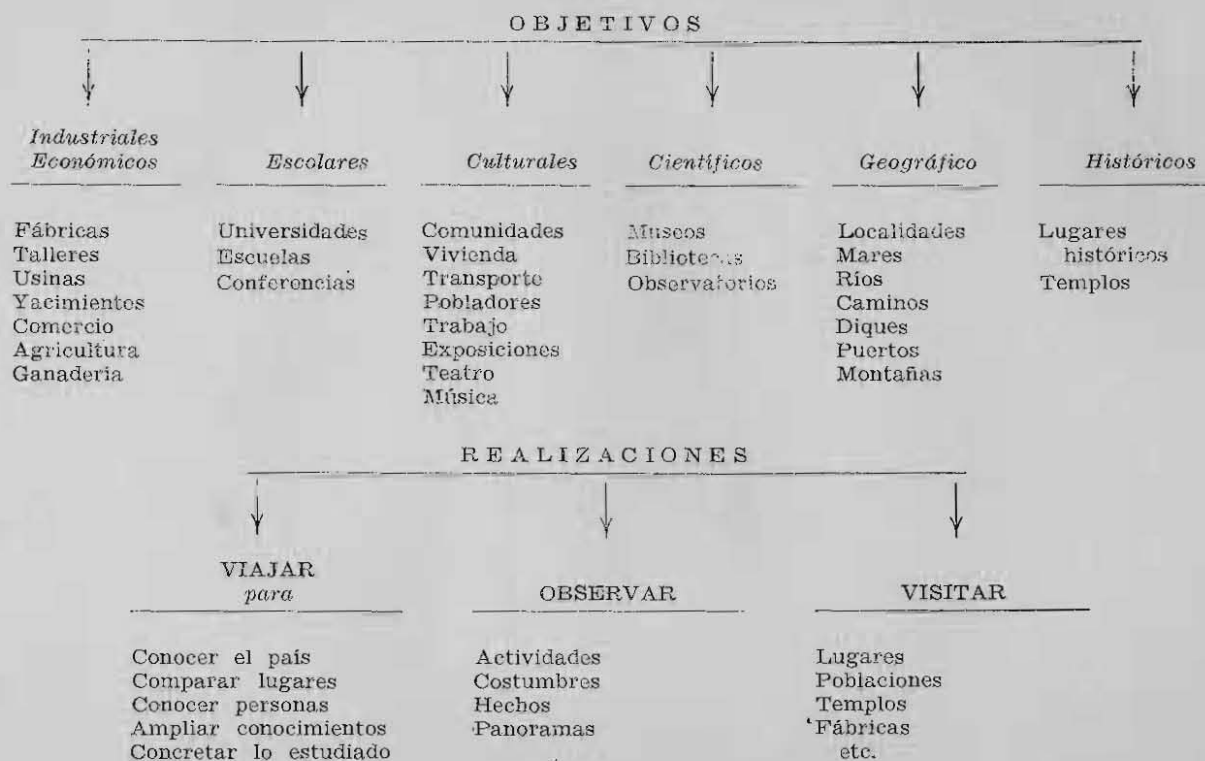 OBJETIVOS
Industriales
Económicos
Fábricas
Talleres
Usinas
Yacimientos
Comercio
Agricultura
Ganaderia
Escolares
Universidades
Escuelas
Conferencias
Culturales
Comunidades
Vivienda
Transporte
Pobladores
Trabajo
Exposiciones
Teatro
Música
Científicos
Museos
Bibliotecas
Observatorios
Geográfico
Localidades
Mares
Ríos
Caminos
Diques
Puertos
Montañas
Históricos
Lugares
históricos
Templos
REALIZACIONES
VIAJAR
para
Conocer el país
Comparar lugares
Conocer personas
Ampliar conocimientos
Concretar lo estudiado
OBSERVAR
Actividades
Costumbres
Hechos
Panoramas
VISITAR
Lugares
Poblaciones
Templos
Fábricas
etc.